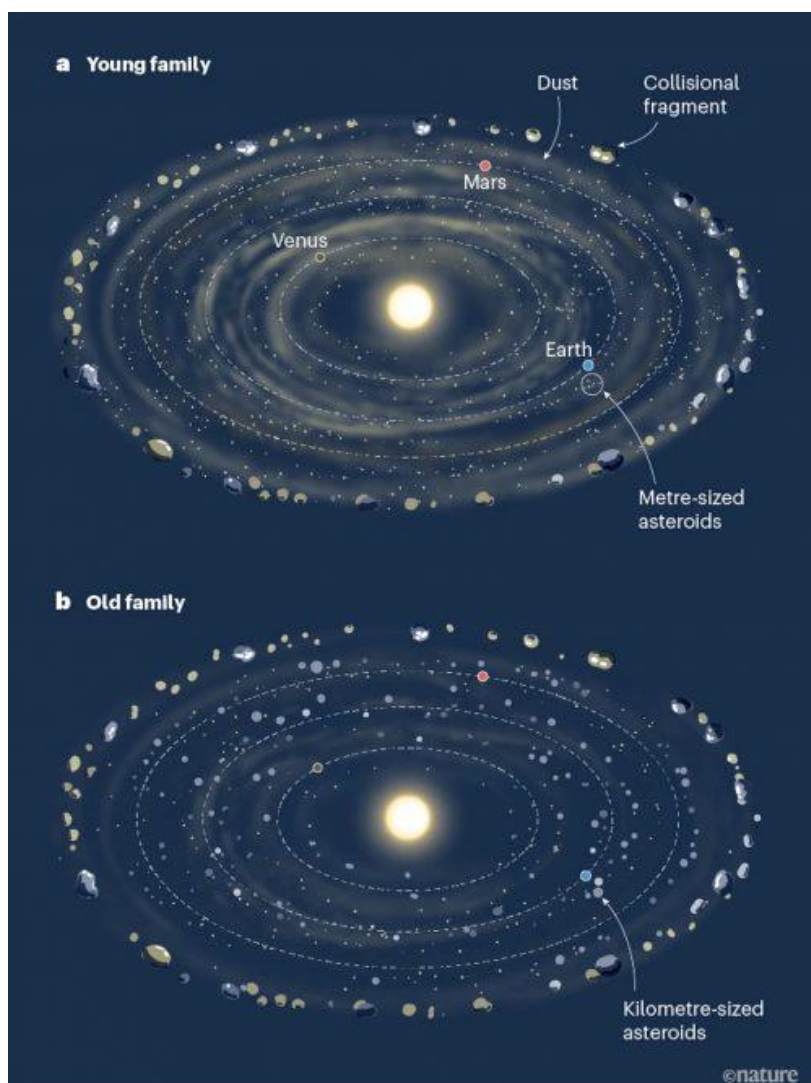 a Young family
Dust
Collisional
fragment
Mars
Venus
Earth
Metre-sized
asteroids
b Old family
Kilometre-sized
asteroids
©nature